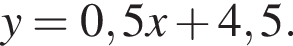 y = 0,5x + 4,5.